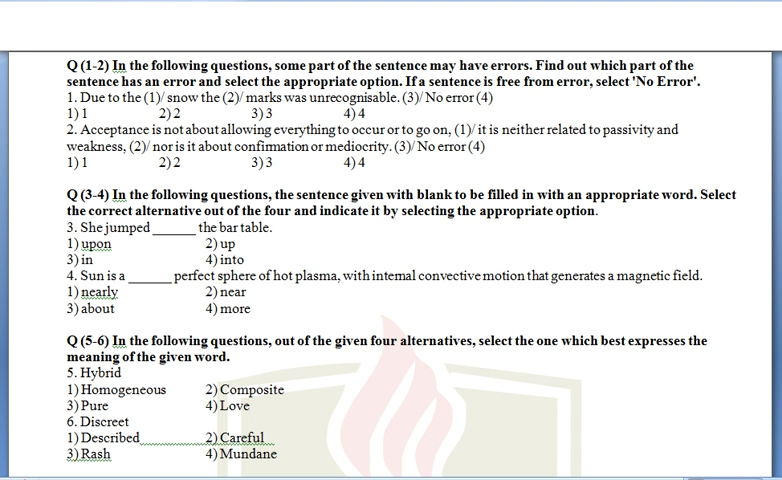 Q (1-2) In the following questions, some part of the sentence may have errors. Find out which part of the
sentence has an error and select the appropriate option. If a sentence is free from error, select 'No Error'.
1. Due to the (1)/ snow the (2)/ marks was unrecognisable. (3)/ No error (4)
1) 1 2) 2 3) 3 4) 4
2. Acceptance is not about allowing everything to occur or to go on, (1)/ it is neither related to passivity and
weakness, (2)/ nor is it about confirmation or mediocrity. (3)/ No error (4)
1) 1 2) 2 3) 3 4) 4
Q (3-4) In the following questions, the sentence given with blank to be filled in with an appropriate word. Select
the correct alternative out of the four and indicate it by selecting the appropriate option.
3. She jumped ______ the bar table.
1) upon 2) up
3) in 4) into
4. Sun is a ______ perfect sphere of hot plasma, with internal convective motion that generates a magnetic field.
1) nearly 2) near
3) about 4) more
Q (5-6) In the following questions, out of the given four alternatives, select the one which best expresses the
meaning of the given word.
5. Hybrid
1) Homogeneous 2) Composite
3) Pure 4) Love
6. Discreet
1) Described 2) Careful
3) Rash 4) Mundane